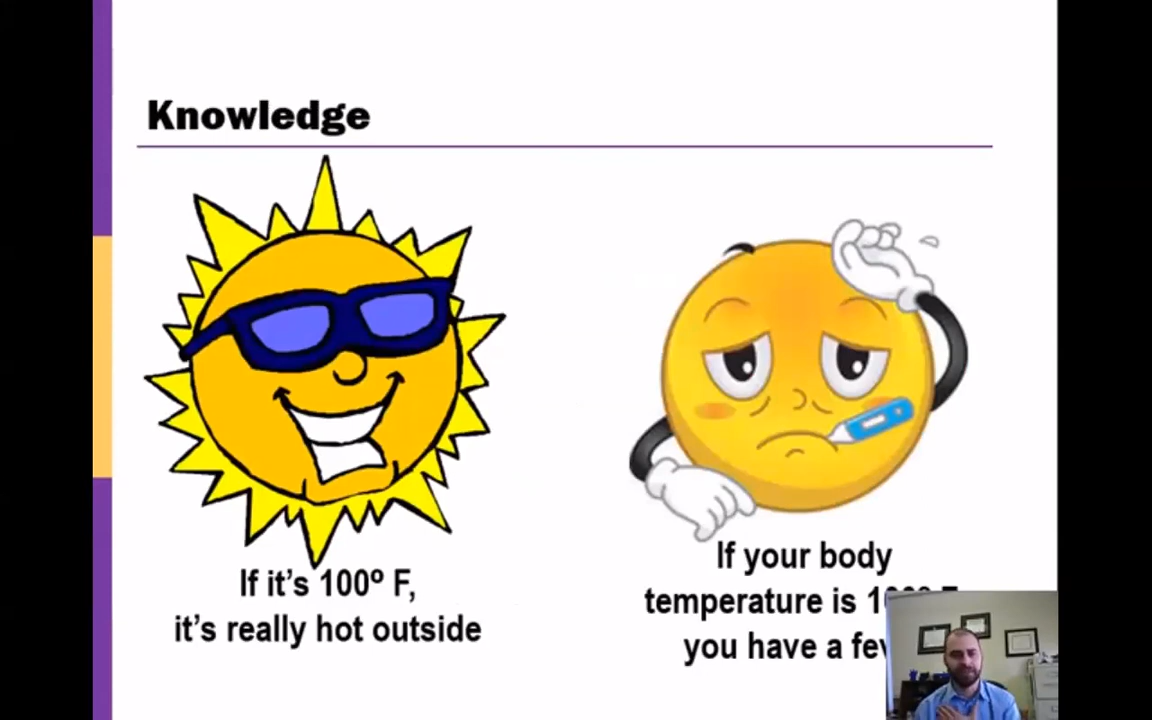 Knowledge
If it's 100º F,
it's really hot outside
If your body
temperature is
you have a